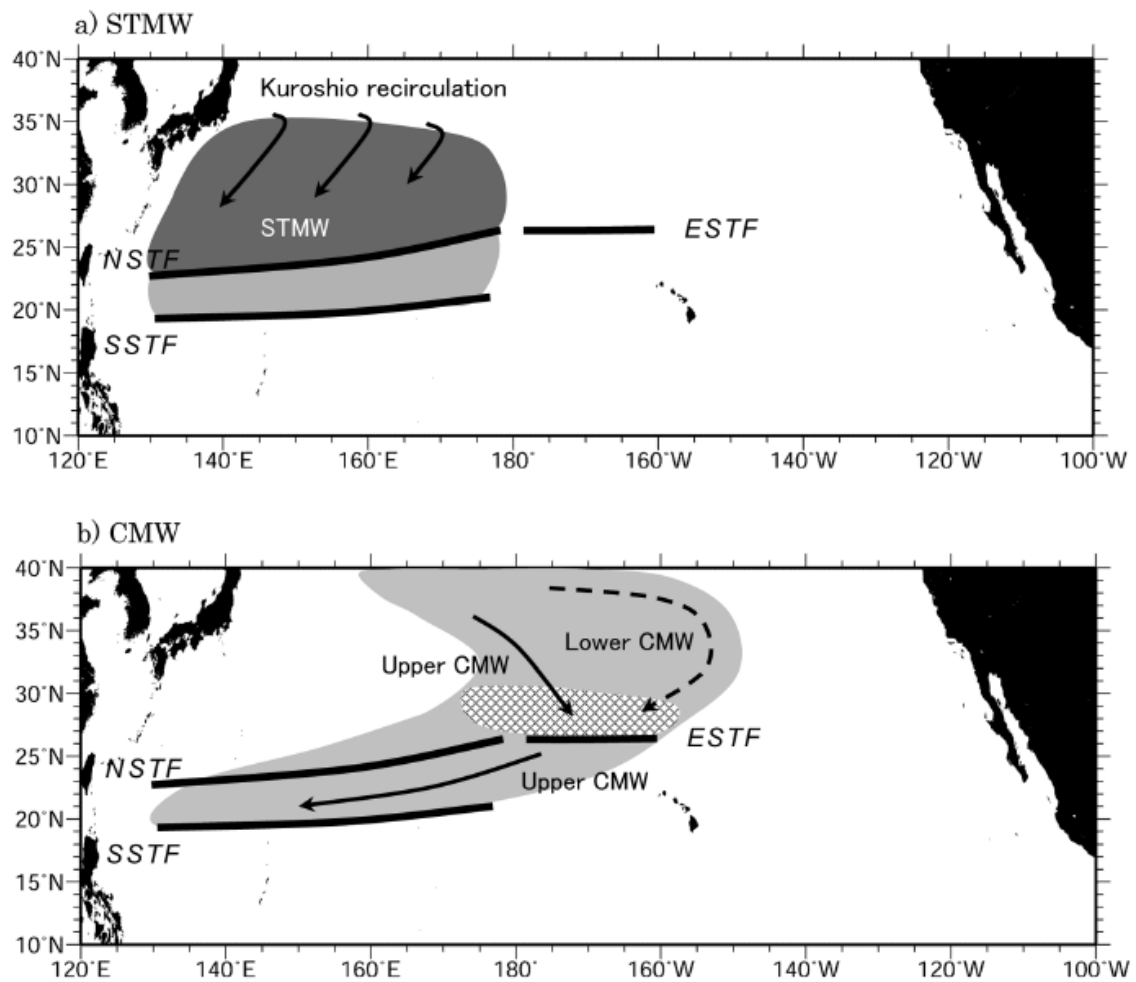 a) STMW
40°N
35°N
30°N
25°N
20°N
15°N
10°N
Kuroshio recirculation
STMW
NSTF
ESTF
SSTF
120°E 140°E 160°E 180° 160°W 140°W 120°W 100°W
b) CMW
40°N
35°N
30°N
25°N
20°N
15°N
10°N
Lower CMW
Upper CMW
ESTF
NSTF
Upper CMW
SSTF
120°E 140°E 160°E 180° 160°W 140°W 120°W 100°W